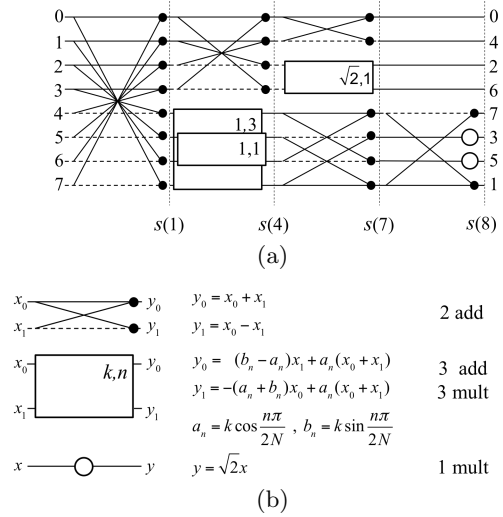 0 0
1 4
2 √2,1 2
3 6
4 1,3 7
5 1,1 3
6 5
7 1
s(1) s(4) s(7) s(8)
(a)
x₀ y₀ y₀ = x₀ + x₁ 2 add
x₁ y₁ y₁ = x₀ − x₁
x₀ k,n y₀ y₀ = (bₙ − aₙ)x₁ + aₙ(x₀ + x₁) 3 add
x₁ y₁ y₁ = −(aₙ + bₙ)x₀ + aₙ(x₀ + x₁) 3 mult
aₙ = k cos nπ/2N , bₙ = k sin nπ/2N
x y y = √2x 1 mult
(b)